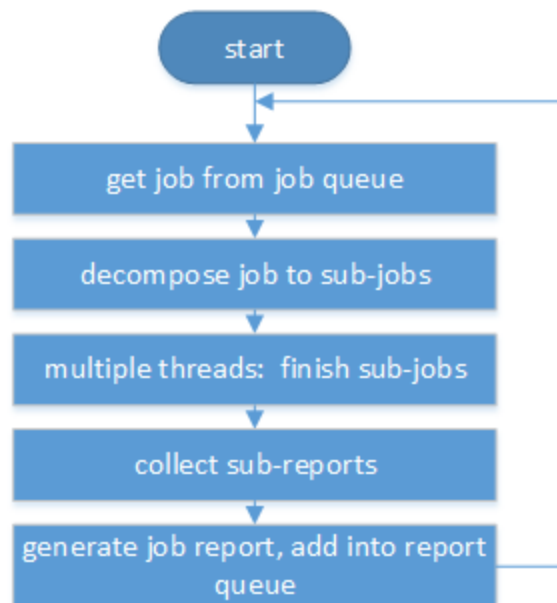 start
get job from job queue
decompose job to sub-jobs
multiple threads:  finish sub-jobs
collect sub-reports
generate job report, add into report
queue